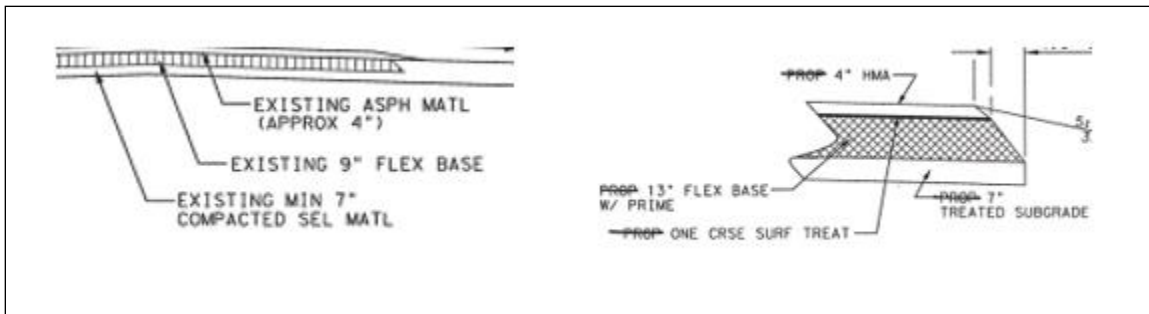 EXISTING ASPH MATL
(APPROX 4")
EXISTING 9" FLEX BASE
EXISTING MIN 7"
COMPACTED SEL MATL
PROP 4" HMA
PROP 13" FLEX BASE
W/ PRIME
PROP 7"
TREATED SUBGRADE
PROP ONE CRSE SURF TREAT